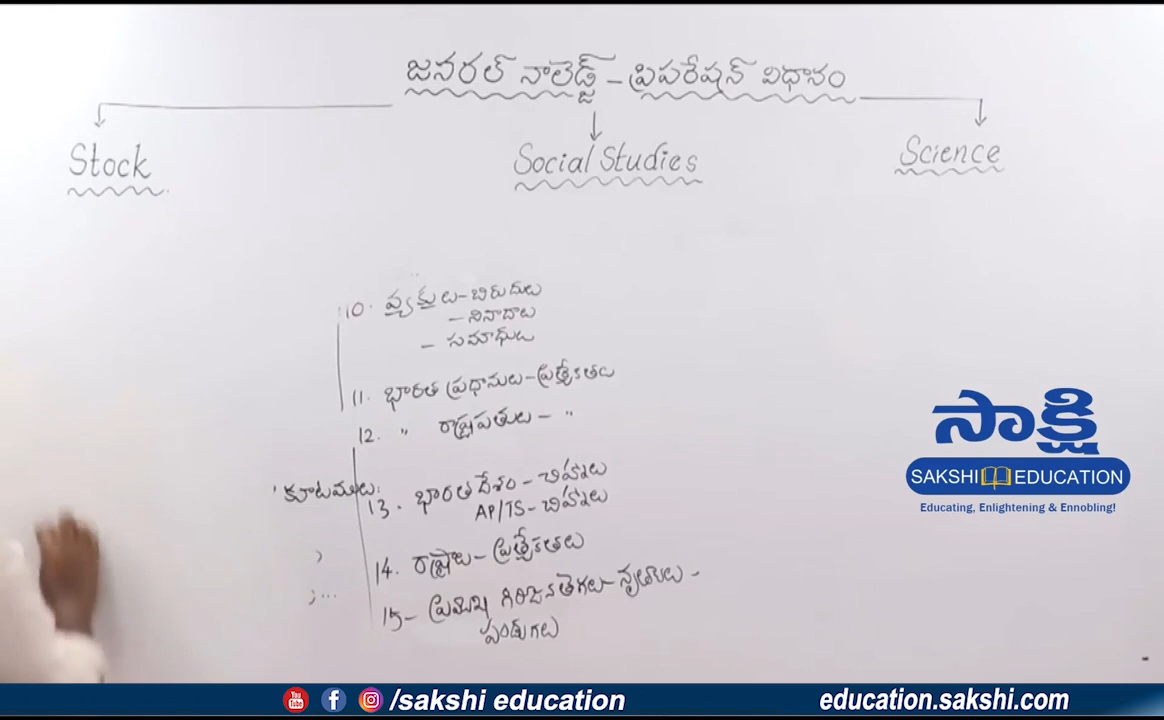 జనరల్ నాలెడ్జ్ - ప్రిపరేషన్ విధానం
Stock
Social Studies
Science
10. వ్యక్తులు - బిరుదులు
- నినాదాలు
- సమాధులు
11. భారత ప్రధానులు - ప్రత్యేకతలు
12. " రాష్ట్రపతులు - "
కూటములు:
13. భారతదేశం - చిహ్నాలు
AP/TS - చిహ్నాలు
14. రాష్ట్రాలు - ప్రత్యేకతలు
15 - ప్రముఖ గిరిజన తెగలు - నృత్యాలు -
పండుగలు
సాక్షి
SAKSHI EDUCATION
Educating, Enlightening & Ennobling!
/sakshi education
education.sakshi.com